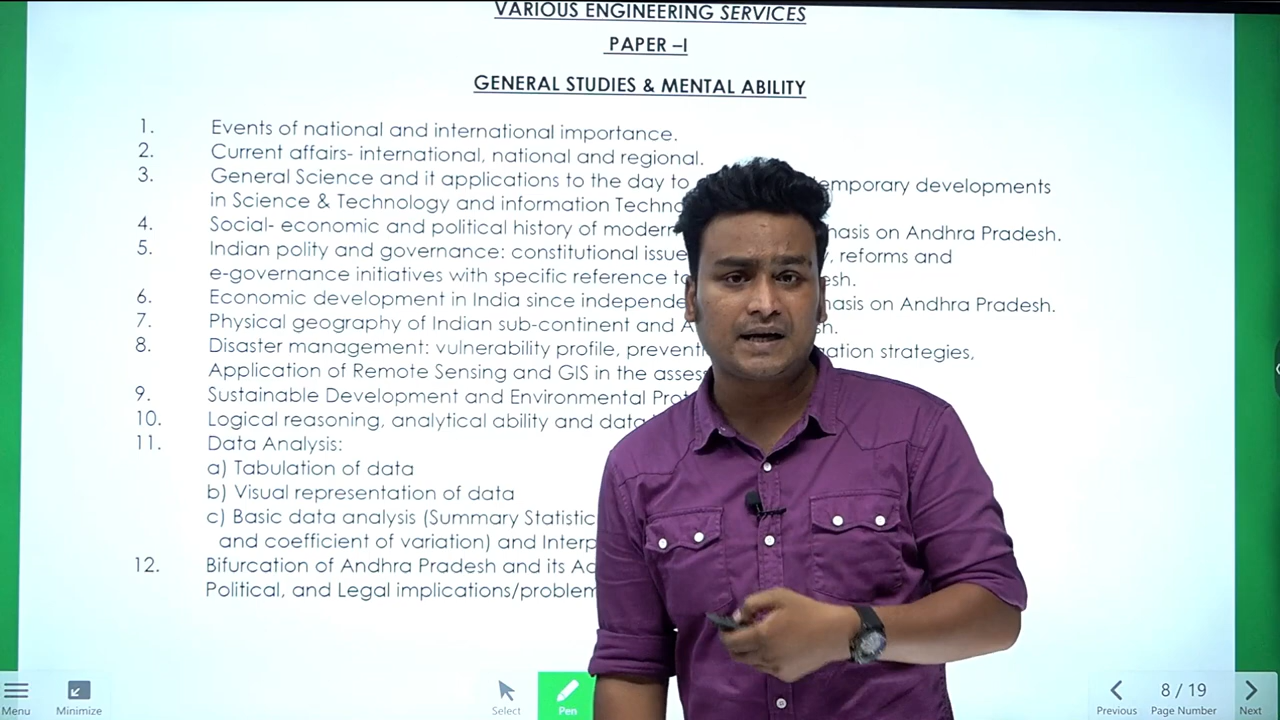 VARIOUS ENGINEERING SERVICES
PAPER –I
GENERAL STUDIES & MENTAL ABILITY
1. Events of national and international importance.
2. Current affairs- international, national and regional.
3. General Science and it applications to the day to emporary developments
in Science & Technology and information Techno
4. Social- economic and political history of modern hasis on Andhra Pradesh.
5. Indian polity and governance: constitutional issue y, reforms and
e-governance initiatives with specific reference to esh.
6. Economic development in India since independe asis on Andhra Pradesh.
7. Physical geography of Indian sub-continent and A sh.
8. Disaster management: vulnerability profile, preventi gation strategies,
Application of Remote Sensing and GIS in the asses
9. Sustainable Development and Environmental Prot
10. Logical reasoning, analytical ability and data
11. Data Analysis:
a) Tabulation of data
b) Visual representation of data
c) Basic data analysis (Summary Statistic
and coefficient of variation) and Interp
12. Bifurcation of Andhra Pradesh and its Ad
Political, and Legal implications/problem
Menu Minimize Select Pen Previous 8 / 19 Page Number Next